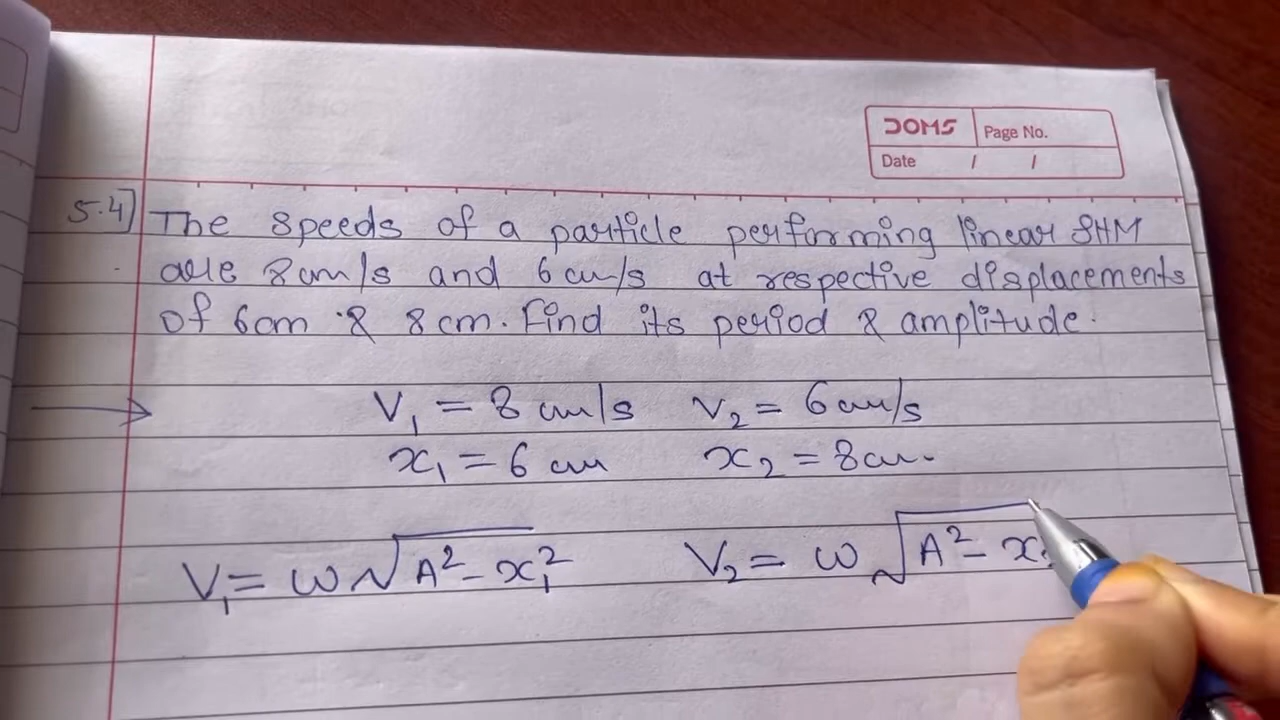 DOMS Page No.
Date / /
5.4] The speeds of a particle performing linear SHM
are 8cm/s and 6cm/s at respective displacements
of 6cm & 8cm. Find its period & amplitude.
V₁ = 8 cm/s V₂ = 6cm/s
x₁ = 6 cm x₂ = 8cm.
V₁ = ω√A² - x₁² V₂ = ω√A² - x